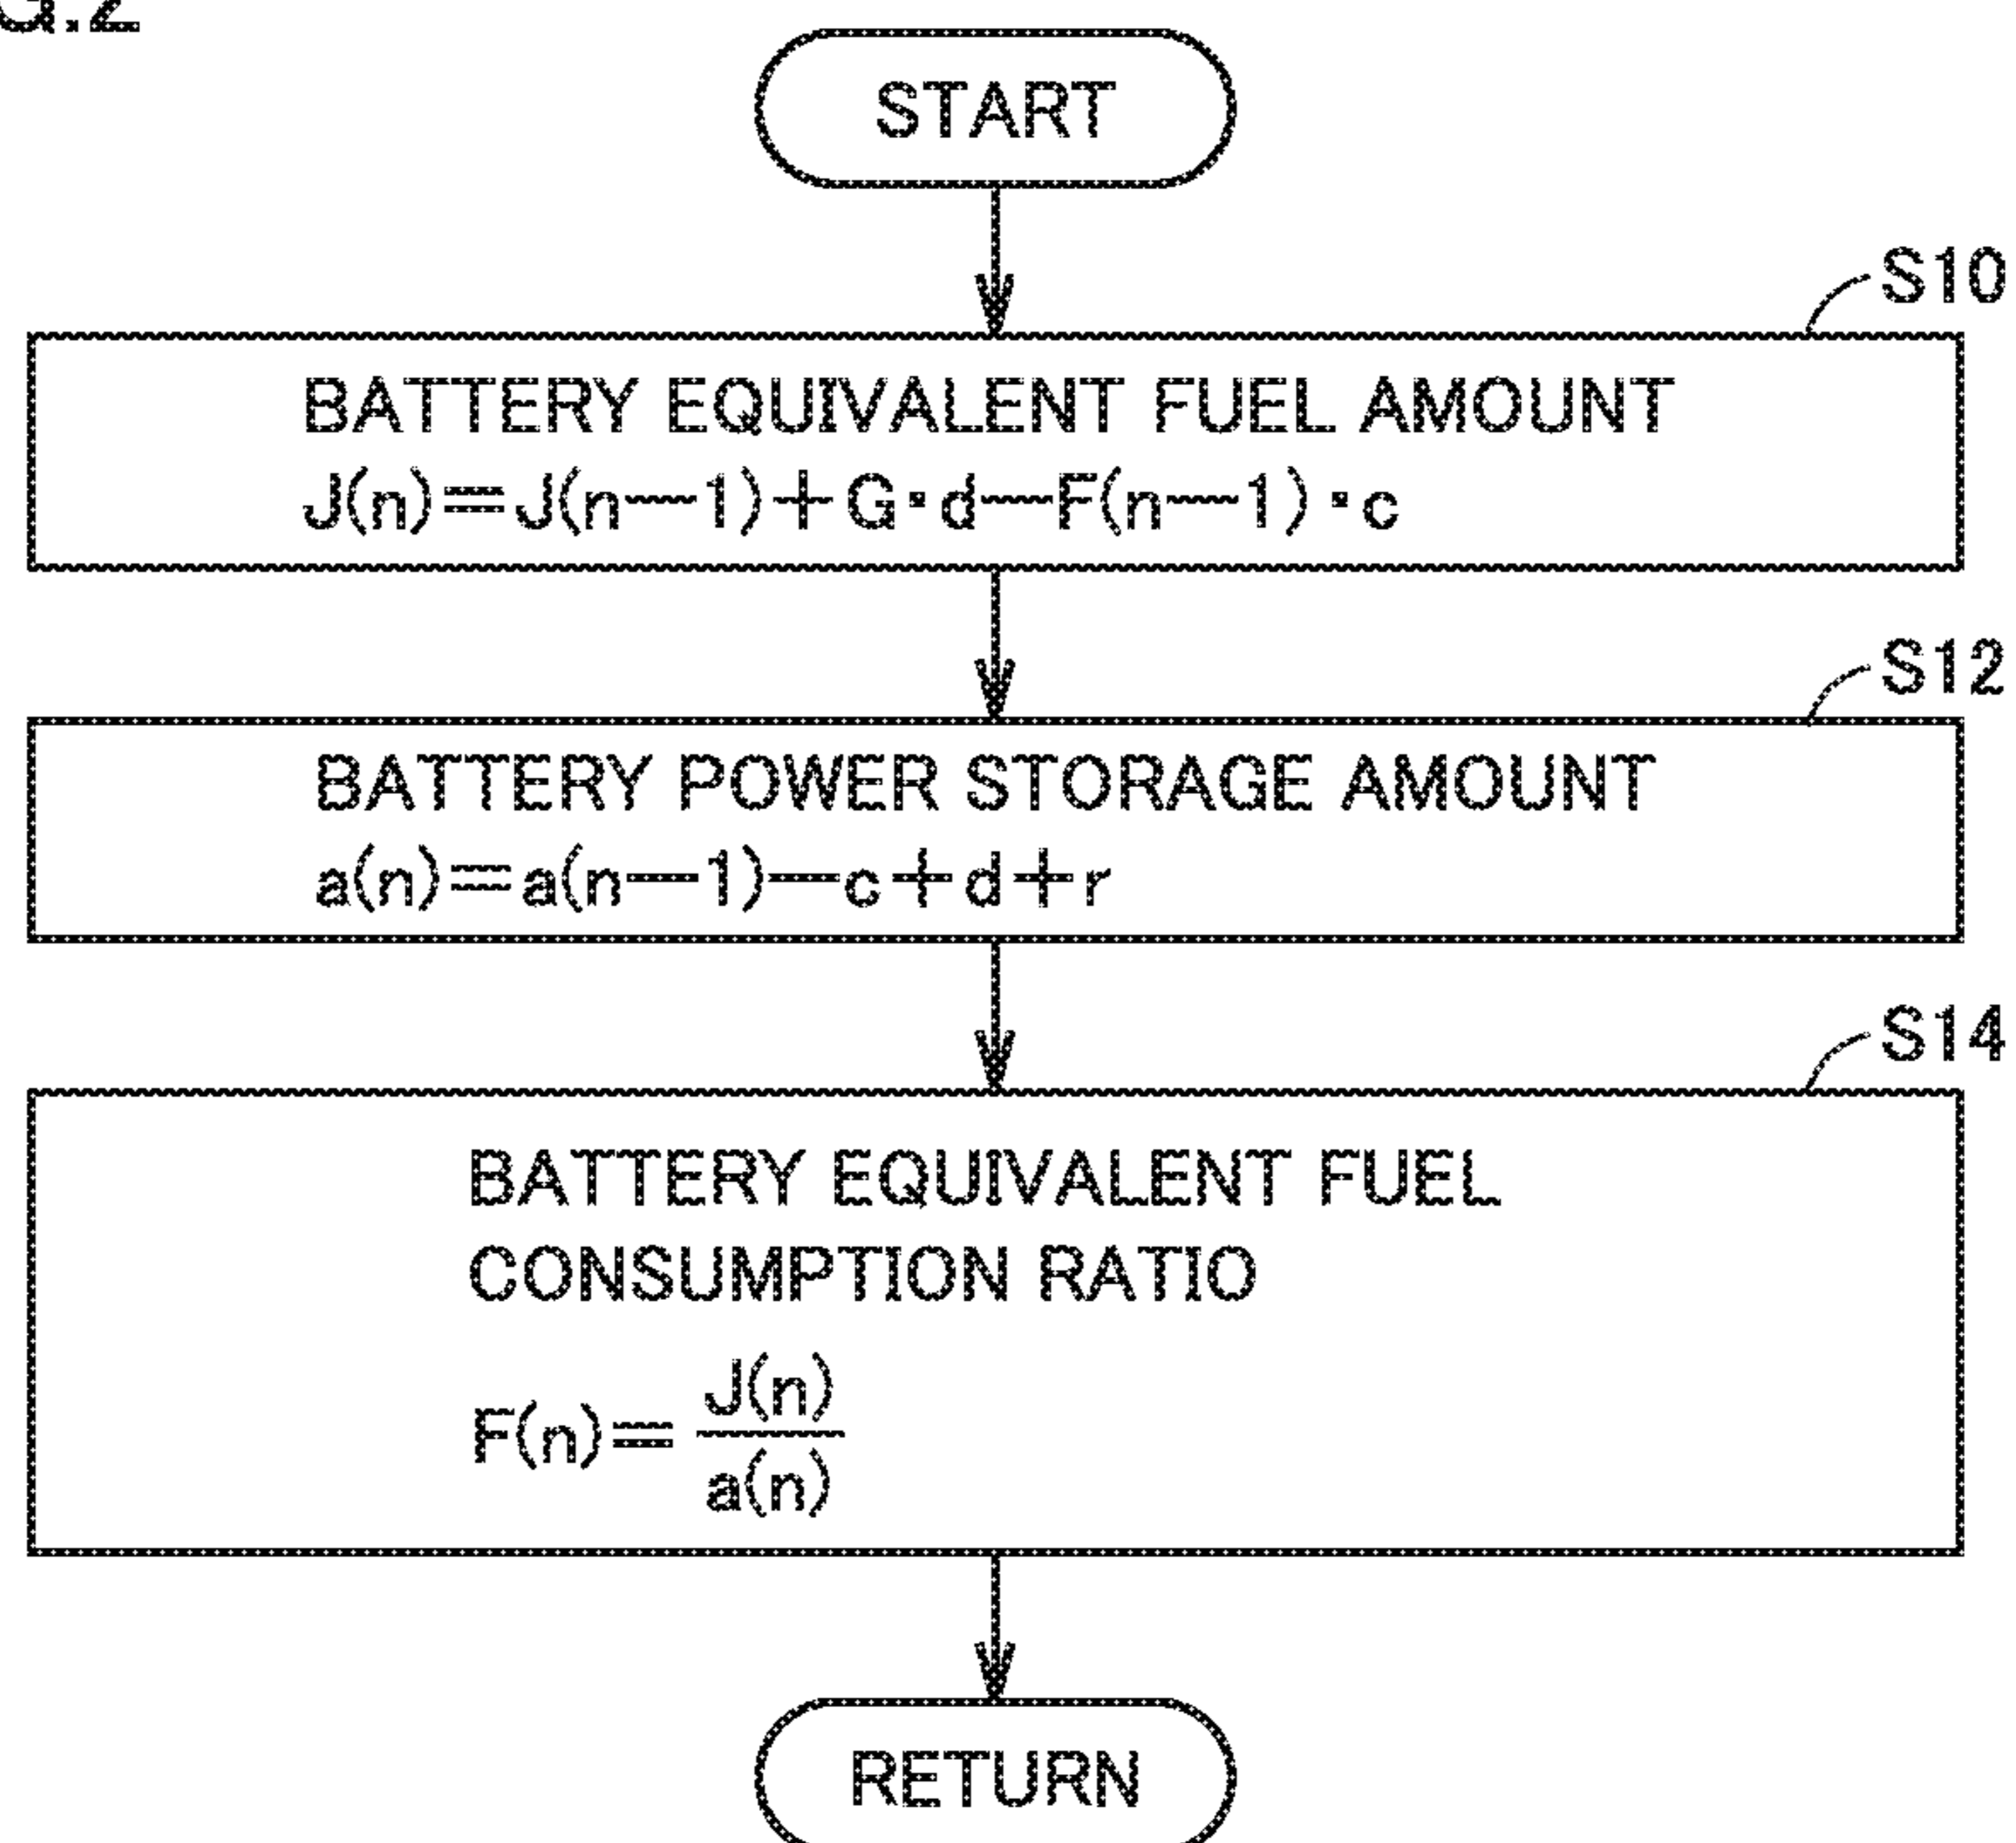 G.2
START
S10
BATTERY EQUIVALENT FUEL AMOUNT
J(n)=J(n—1)+G・d—F(n—1)・c
S12
BATTERY POWER STORAGE AMOUNT
a(n)=a(n—1)—c+d+r
S14
BATTERY EQUIVALENT FUEL
CONSUMPTION RATIO
F(n)= J(n)
a(n)
RETURN